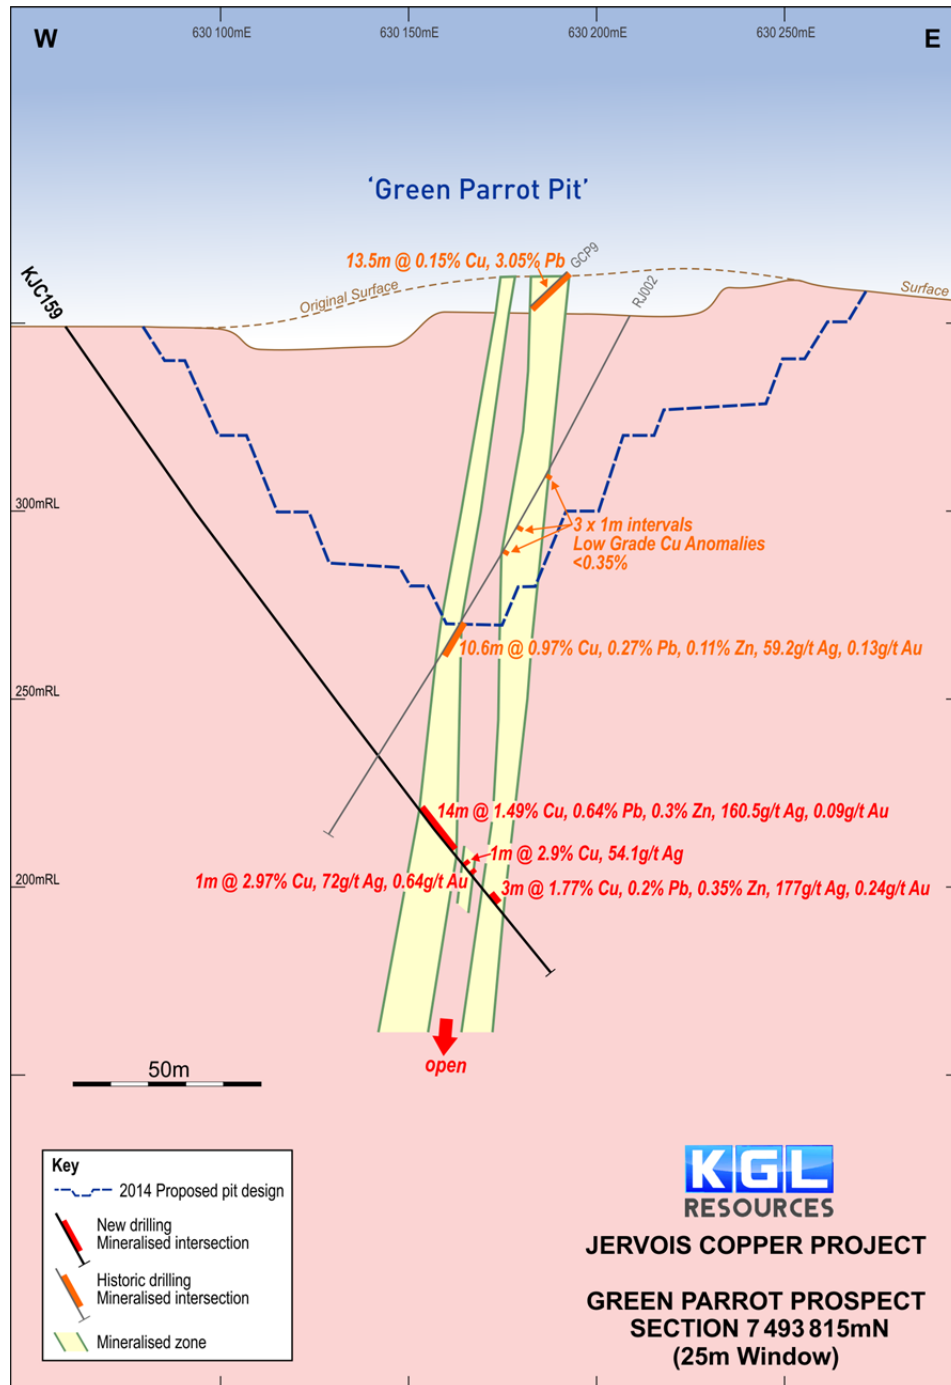 W
630 100mE
630 150mE
630 200mE
630 250mE
E
‘Green Parrot Pit’
KJC159
13.5m @ 0.15% Cu, 3.05% Pb
GCP9
Original Surface
RJ002
Surface
300mRL
3 x 1m intervals
Low Grade Cu Anomalies
<0.35%
10.6m @ 0.97% Cu, 0.27% Pb, 0.11% Zn, 59.2g/t Ag, 0.13g/t Au
250mRL
14m @ 1.49% Cu, 0.64% Pb, 0.3% Zn, 160.5g/t Ag, 0.09g/t Au
1m @ 2.9% Cu, 54.1g/t Ag
200mRL
1m @ 2.97% Cu, 72g/t Ag, 0.64g/t Au
3m @ 1.77% Cu, 0.2% Pb, 0.35% Zn, 177g/t Ag, 0.24g/t Au
open
50m
Key
2014 Proposed pit design
New drilling
Mineralised intersection
Historic drilling
Mineralised intersection
Mineralised zone
KGL
RESOURCES
JERVOIS COPPER PROJECT
GREEN PARROT PROSPECT
SECTION 7 493 815mN
(25m Window)